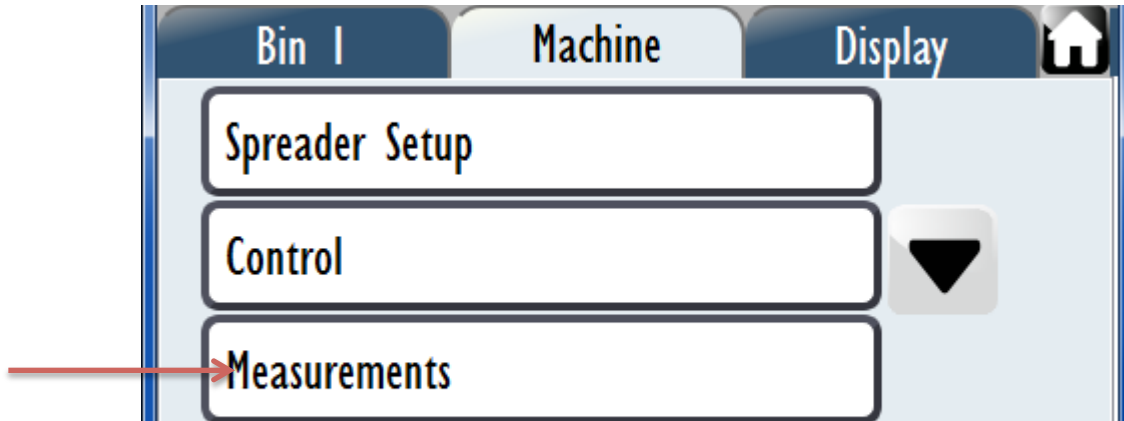 Bin 1 Machine Display
Spreader Setup
Control
Measurements